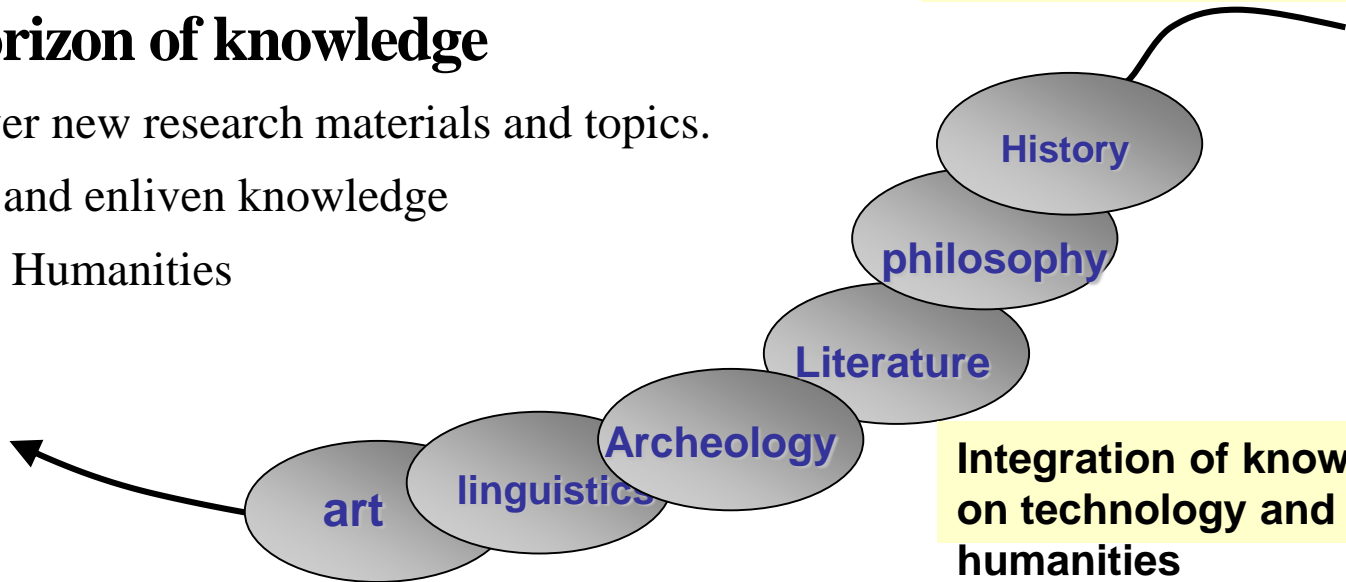 orizon of knowledge
er new research materials and topics.
and enliven knowledge
Humanities
History
philosophy
Literature
Archeology
linguistics
art
Integration of know
on technology and
humanities